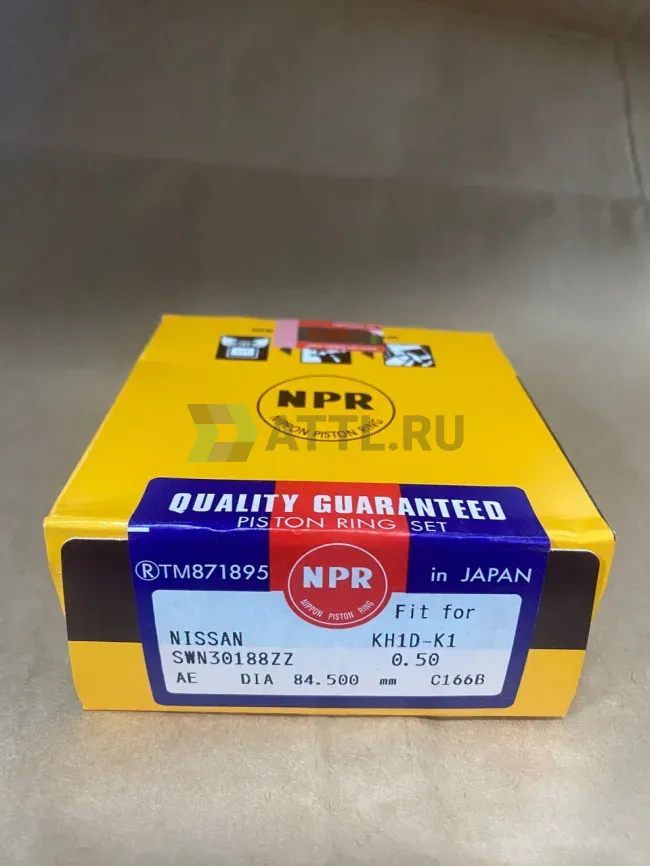 NPR
NIPPON PISTON RING
ATTL.RU
QUALITY GUARANTEED
PISTON RING SET
®TM871895 NPR in JAPAN
NIPPON PISTON RING
Fit for
NISSAN KH1D-K1
SWN30188ZZ 0.50
AE DIA 84.500 mm C166B